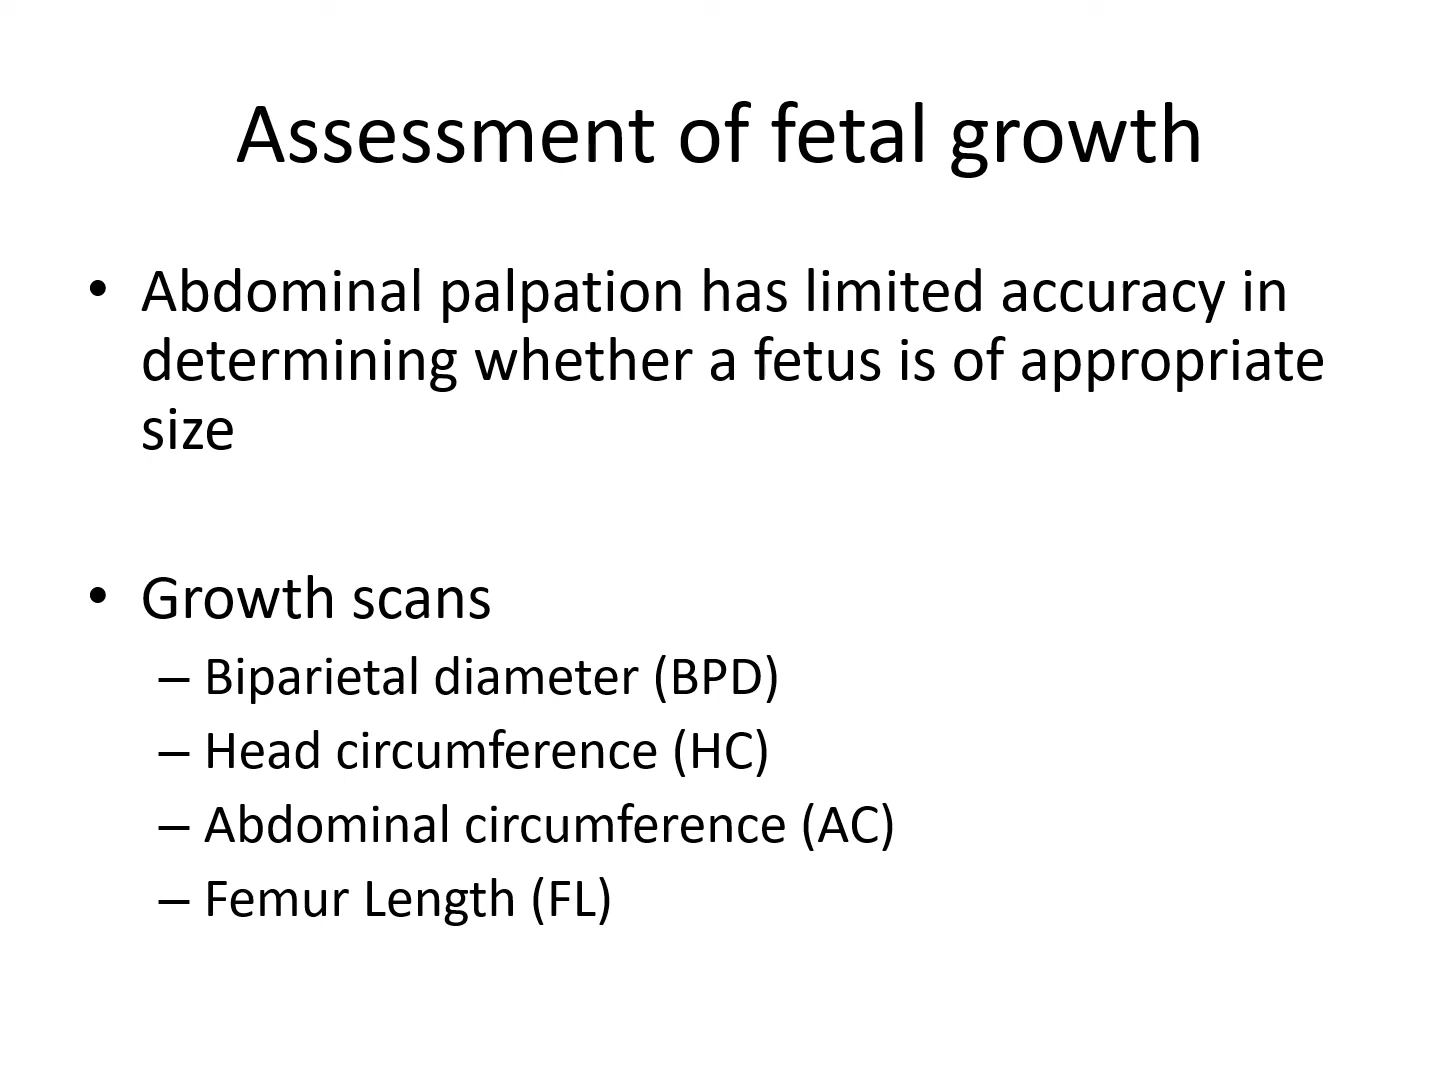 Assessment of fetal growth
• Abdominal palpation has limited accuracy in
determining whether a fetus is of appropriate
size
• Growth scans
– Biparietal diameter (BPD)
– Head circumference (HC)
– Abdominal circumference (AC)
– Femur Length (FL)